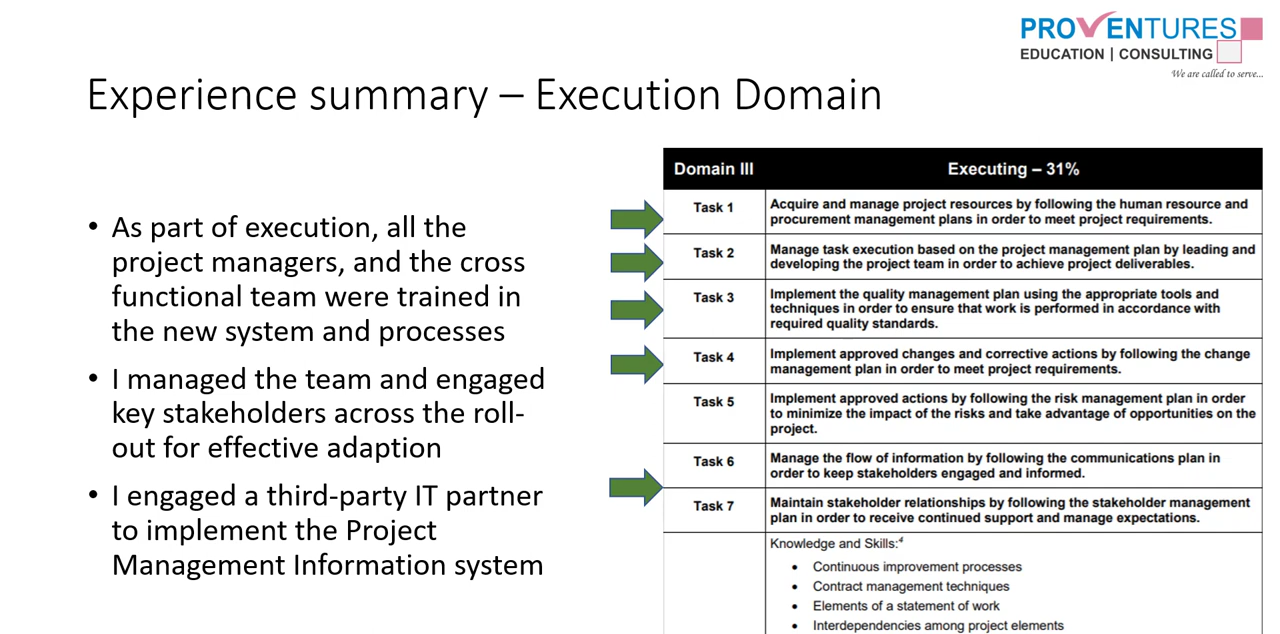 PROVENTURES
EDUCATION | CONSULTING
We are called to serve...
Experience summary – Execution Domain
• As part of execution, all the
project managers, and the cross
functional team were trained in
the new system and processes
• I managed the team and engaged
key stakeholders across the roll-
out for effective adaption
• I engaged a third-party IT partner
to implement the Project
Management Information system
Domain III Executing – 31%
Task 1 Acquire and manage project resources by following the human resource and
procurement management plans in order to meet project requirements.
Task 2 Manage task execution based on the project management plan by leading and
developing the project team in order to achieve project deliverables.
Task 3 Implement the quality management plan using the appropriate tools and
techniques in order to ensure that work is performed in accordance with
required quality standards.
Task 4 Implement approved changes and corrective actions by following the change
management plan in order to meet project requirements.
Task 5 Implement approved actions by following the risk management plan in order
to minimize the impact of the risks and take advantage of opportunities on the
project.
Task 6 Manage the flow of information by following the communications plan in
order to keep stakeholders engaged and informed.
Task 7 Maintain stakeholder relationships by following the stakeholder management
plan in order to receive continued support and manage expectations.
Knowledge and Skills:⁴
• Continuous improvement processes
• Contract management techniques
• Elements of a statement of work
• Interdependencies among project elements